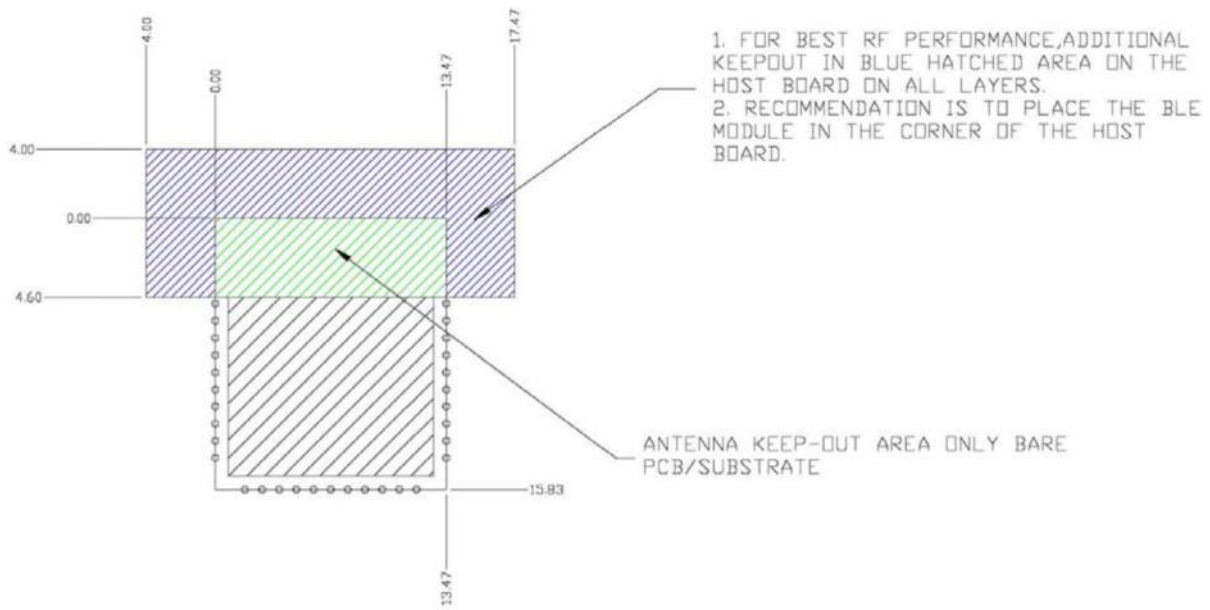 4.00
0.00
13.47
17.47
1. FOR BEST RF PERFORMANCE,ADDITIONAL
KEEPOUT IN BLUE HATCHED AREA ON THE
HOST BOARD ON ALL LAYERS.
2. RECOMMENDATION IS TO PLACE THE BLE
MODULE IN THE CORNER OF THE HOST
BOARD.
4.00
0.00
4.60
ANTENNA KEEP-OUT AREA ONLY BARE
PCB/SUBSTRATE
15.83
13.47